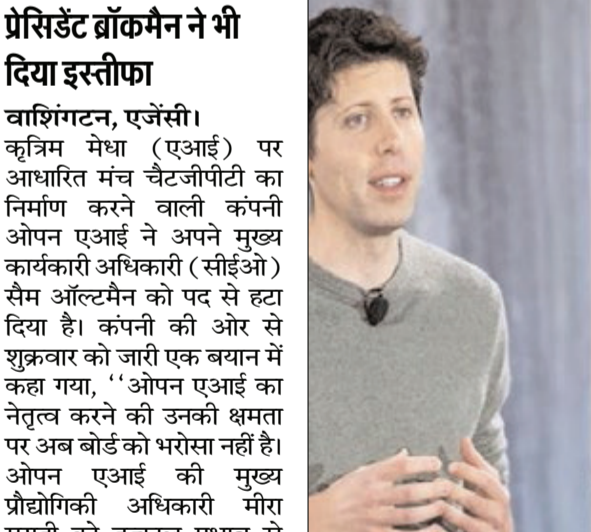 प्रेसिडेंट ब्रॉकमैन ने भी
दिया इस्तीफा
वाशिंगटन, एजेंसी।
कृत्रिम मेधा (एआई) पर
आधारित मंच चैटजीपीटी का
निर्माण करने वाली कंपनी
ओपन एआई ने अपने मुख्य
कार्यकारी अधिकारी (सीईओ)
सैम ऑल्टमैन को पद से हटा
दिया है। कंपनी की ओर से
शुक्रवार को जारी एक बयान में
कहा गया, ‘‘ओपन एआई का
नेतृत्व करने की उनकी क्षमता
पर अब बोर्ड को भरोसा नहीं है।
ओपन एआई की मुख्य
प्रौद्योगिकी अधिकारी मीरा